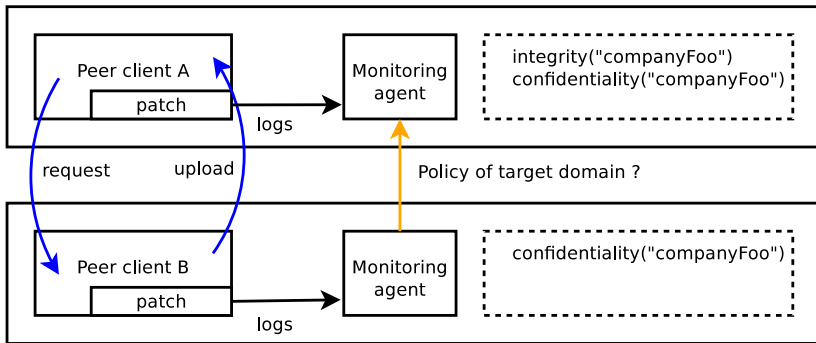 Peer client A
patch
logs
Monitoring
agent
integrity("companyFoo")
confidentiality("companyFoo")
request
upload
Policy of target domain ?
Peer client B
patch
logs
Monitoring
agent
confidentiality("companyFoo")